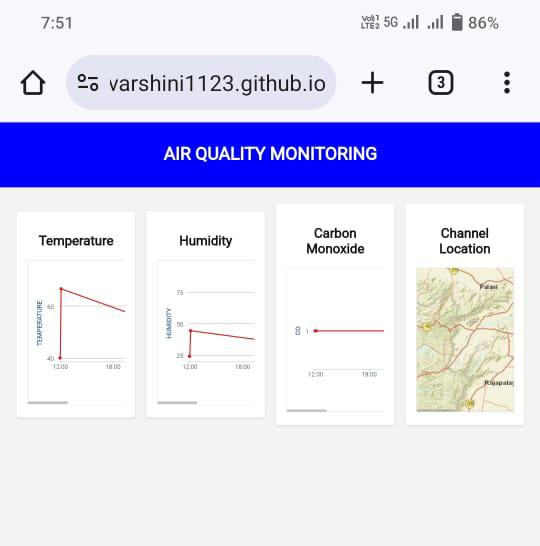 7:51
Vo) 1 LTE2 5G 86%
varshini1123.github.io
3
AIR QUALITY MONITORING
Temperature
TEMPERATURE
60
40
12:00 18:00
Humidity
HUMIDITY
75
50
25
12:00 18:00
Carbon
Monoxide
CO
1
12:00 18:00
Channel
Location
Palani
Rajapalay